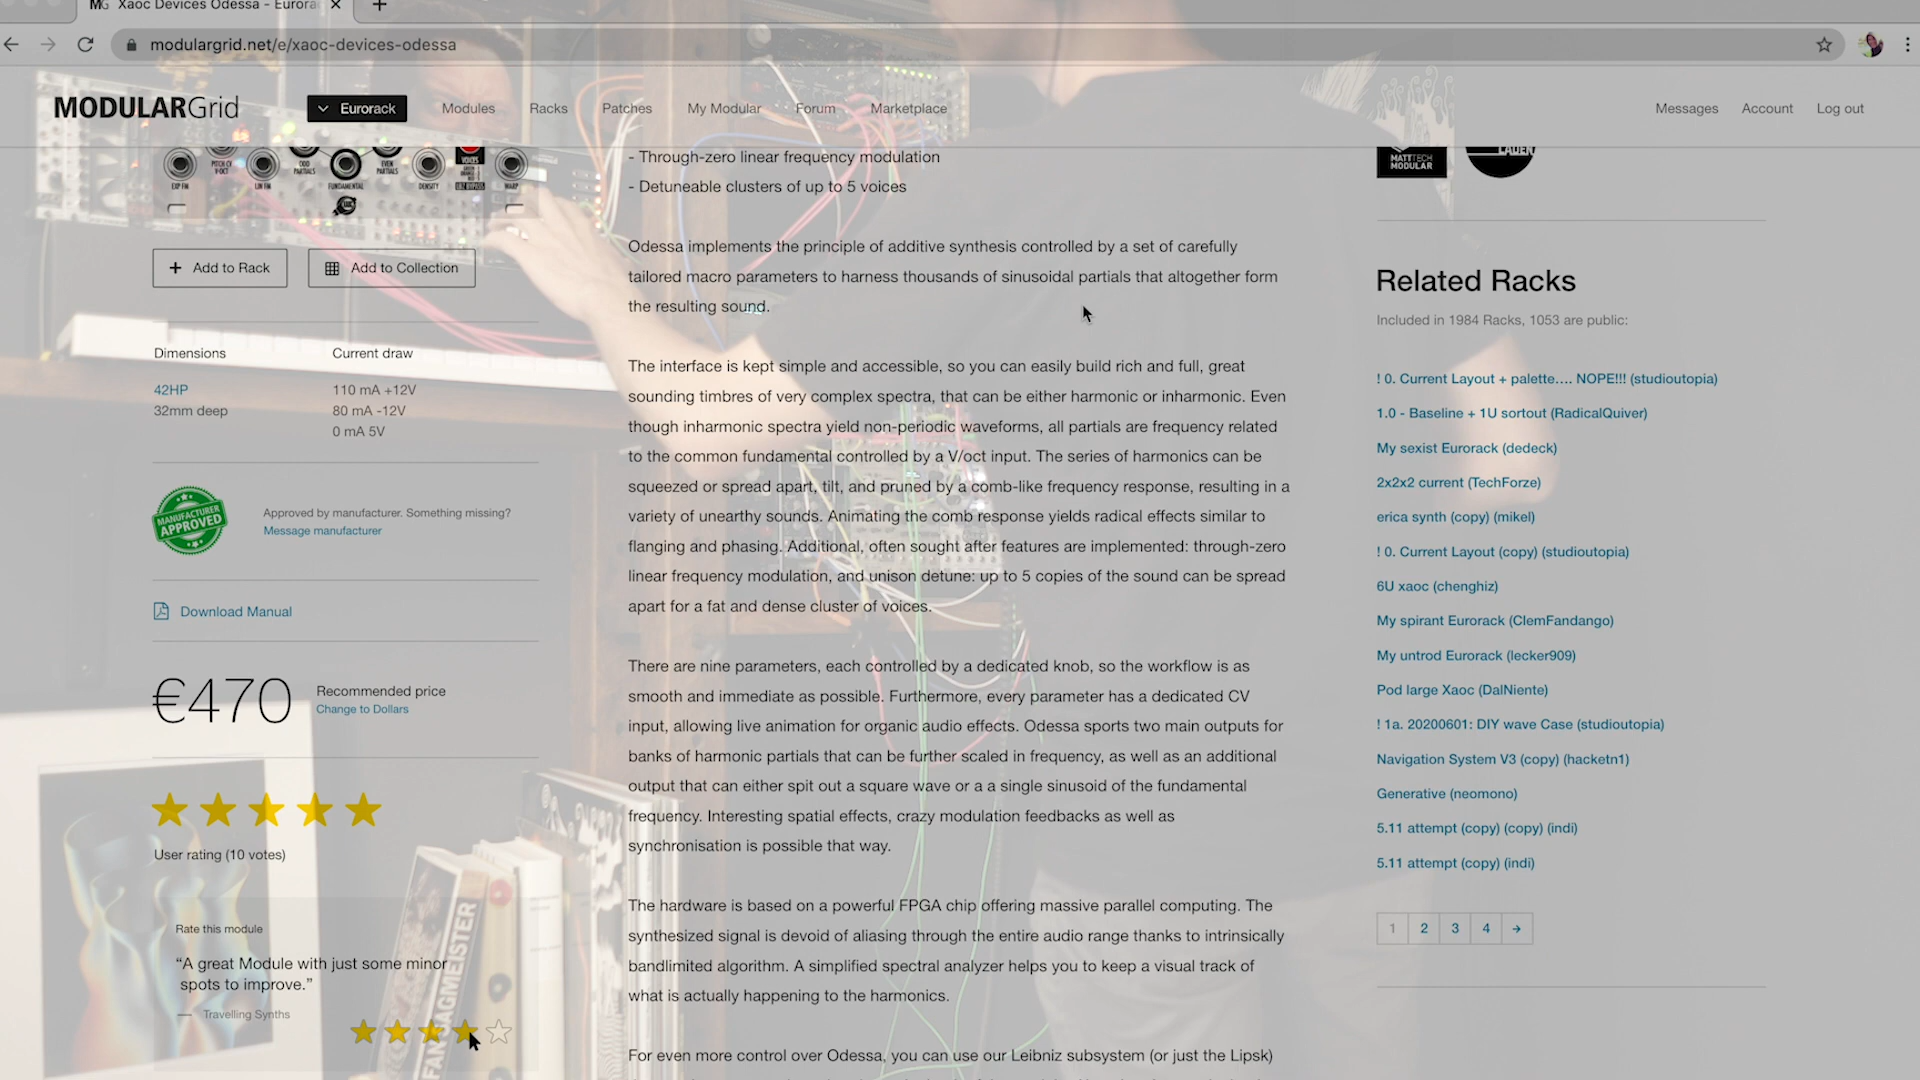 Xaoc Devices Odessa - Eurora
modulargrid.net/e/xaoc-devices-odessa
MODULARGrid
Eurorack
Modules
Racks
Patches
My Modular
Forum
Marketplace
Messages
Account
Log out
PITCH CV
V-OCT
ODD
PARTIALS
EVEN
PARTIALS
VOICES
EXP FM
LIN FM
FUNDAMENTAL
DENSITY
WARP
Add to Rack
Add to Collection
Dimensions
Current draw
42HP
32mm deep
110 mA +12V
80 mA -12V
0 mA 5V
MANUFACTURER
APPROVED
Approved by manufacturer. Something missing?
Message manufacturer
Download Manual
€470
Recommended price
Change to Dollars
User rating (10 votes)
Rate this module
“A great Module with just some minor
spots to improve.”
— Travelling Synths
FANLAGMEISTER
- Through-zero linear frequency modulation
- Detuneable clusters of up to 5 voices
Odessa implements the principle of additive synthesis controlled by a set of carefully
tailored macro parameters to harness thousands of sinusoidal partials that altogether form
the resulting sound.
The interface is kept simple and accessible, so you can easily build rich and full, great
sounding timbres of very complex spectra, that can be either harmonic or inharmonic. Even
though inharmonic spectra yield non-periodic waveforms, all partials are frequency related
to the common fundamental controlled by a V/oct input. The series of harmonics can be
squeezed or spread apart, tilt, and pruned by a comb-like frequency response, resulting in a
variety of unearthy sounds. Animating the comb response yields radical effects similar to
flanging and phasing. Additional, often sought after features are implemented: through-zero
linear frequency modulation, and unison detune: up to 5 copies of the sound can be spread
apart for a fat and dense cluster of voices.
There are nine parameters, each controlled by a dedicated knob, so the workflow is as
smooth and immediate as possible. Furthermore, every parameter has a dedicated CV
input, allowing live animation for organic audio effects. Odessa sports two main outputs for
banks of harmonic partials that can be further scaled in frequency, as well as an additional
output that can either spit out a square wave or a a single sinusoid of the fundamental
frequency. Interesting spatial effects, crazy modulation feedbacks as well as
synchronisation is possible that way.
The hardware is based on a powerful FPGA chip offering massive parallel computing. The
synthesized signal is devoid of aliasing through the entire audio range thanks to intrinsically
bandlimited algorithm. A simplified spectral analyzer helps you to keep a visual track of
what is actually happening to the harmonics.
For even more control over Odessa, you can use our Leibniz subsystem (or just the Lipsk)
MATTTECH
MODULAR
LADEN
Related Racks
Included in 1984 Racks, 1053 are public:
! 0. Current Layout + palette.... NOPE!!! (studioutopia)
1.0 - Baseline + 1U sortout (RadicalQuiver)
My sexist Eurorack (dedeck)
2x2x2 current (TechForze)
erica synth (copy) (mikel)
! 0. Current Layout (copy) (studioutopia)
6U xaoc (chenghiz)
My spirant Eurorack (ClemFandango)
My untrod Eurorack (lecker909)
Pod large Xaoc (DalNiente)
! 1a. 20200601: DIY wave Case (studioutopia)
Navigation System V3 (copy) (hacketn1)
Generative (neomono)
5.11 attempt (copy) (copy) (indi)
5.11 attempt (copy) (indi)
1 2 3 4 →